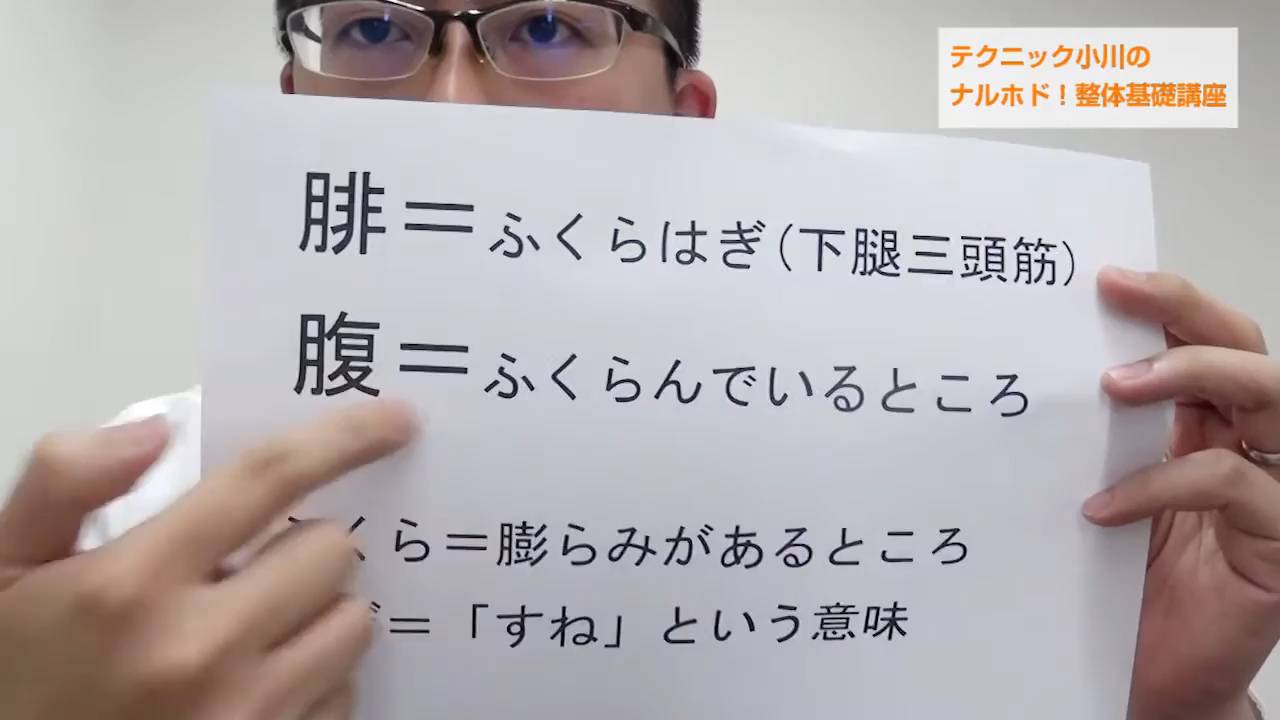 テクニック小川の
ナルホド！整体基礎講座
腓＝ふくらはぎ(下腿三頭筋)
腹＝ふくらんでいるところ
ふくら＝膨らみがあるところ
ぎ＝「すね」という意味